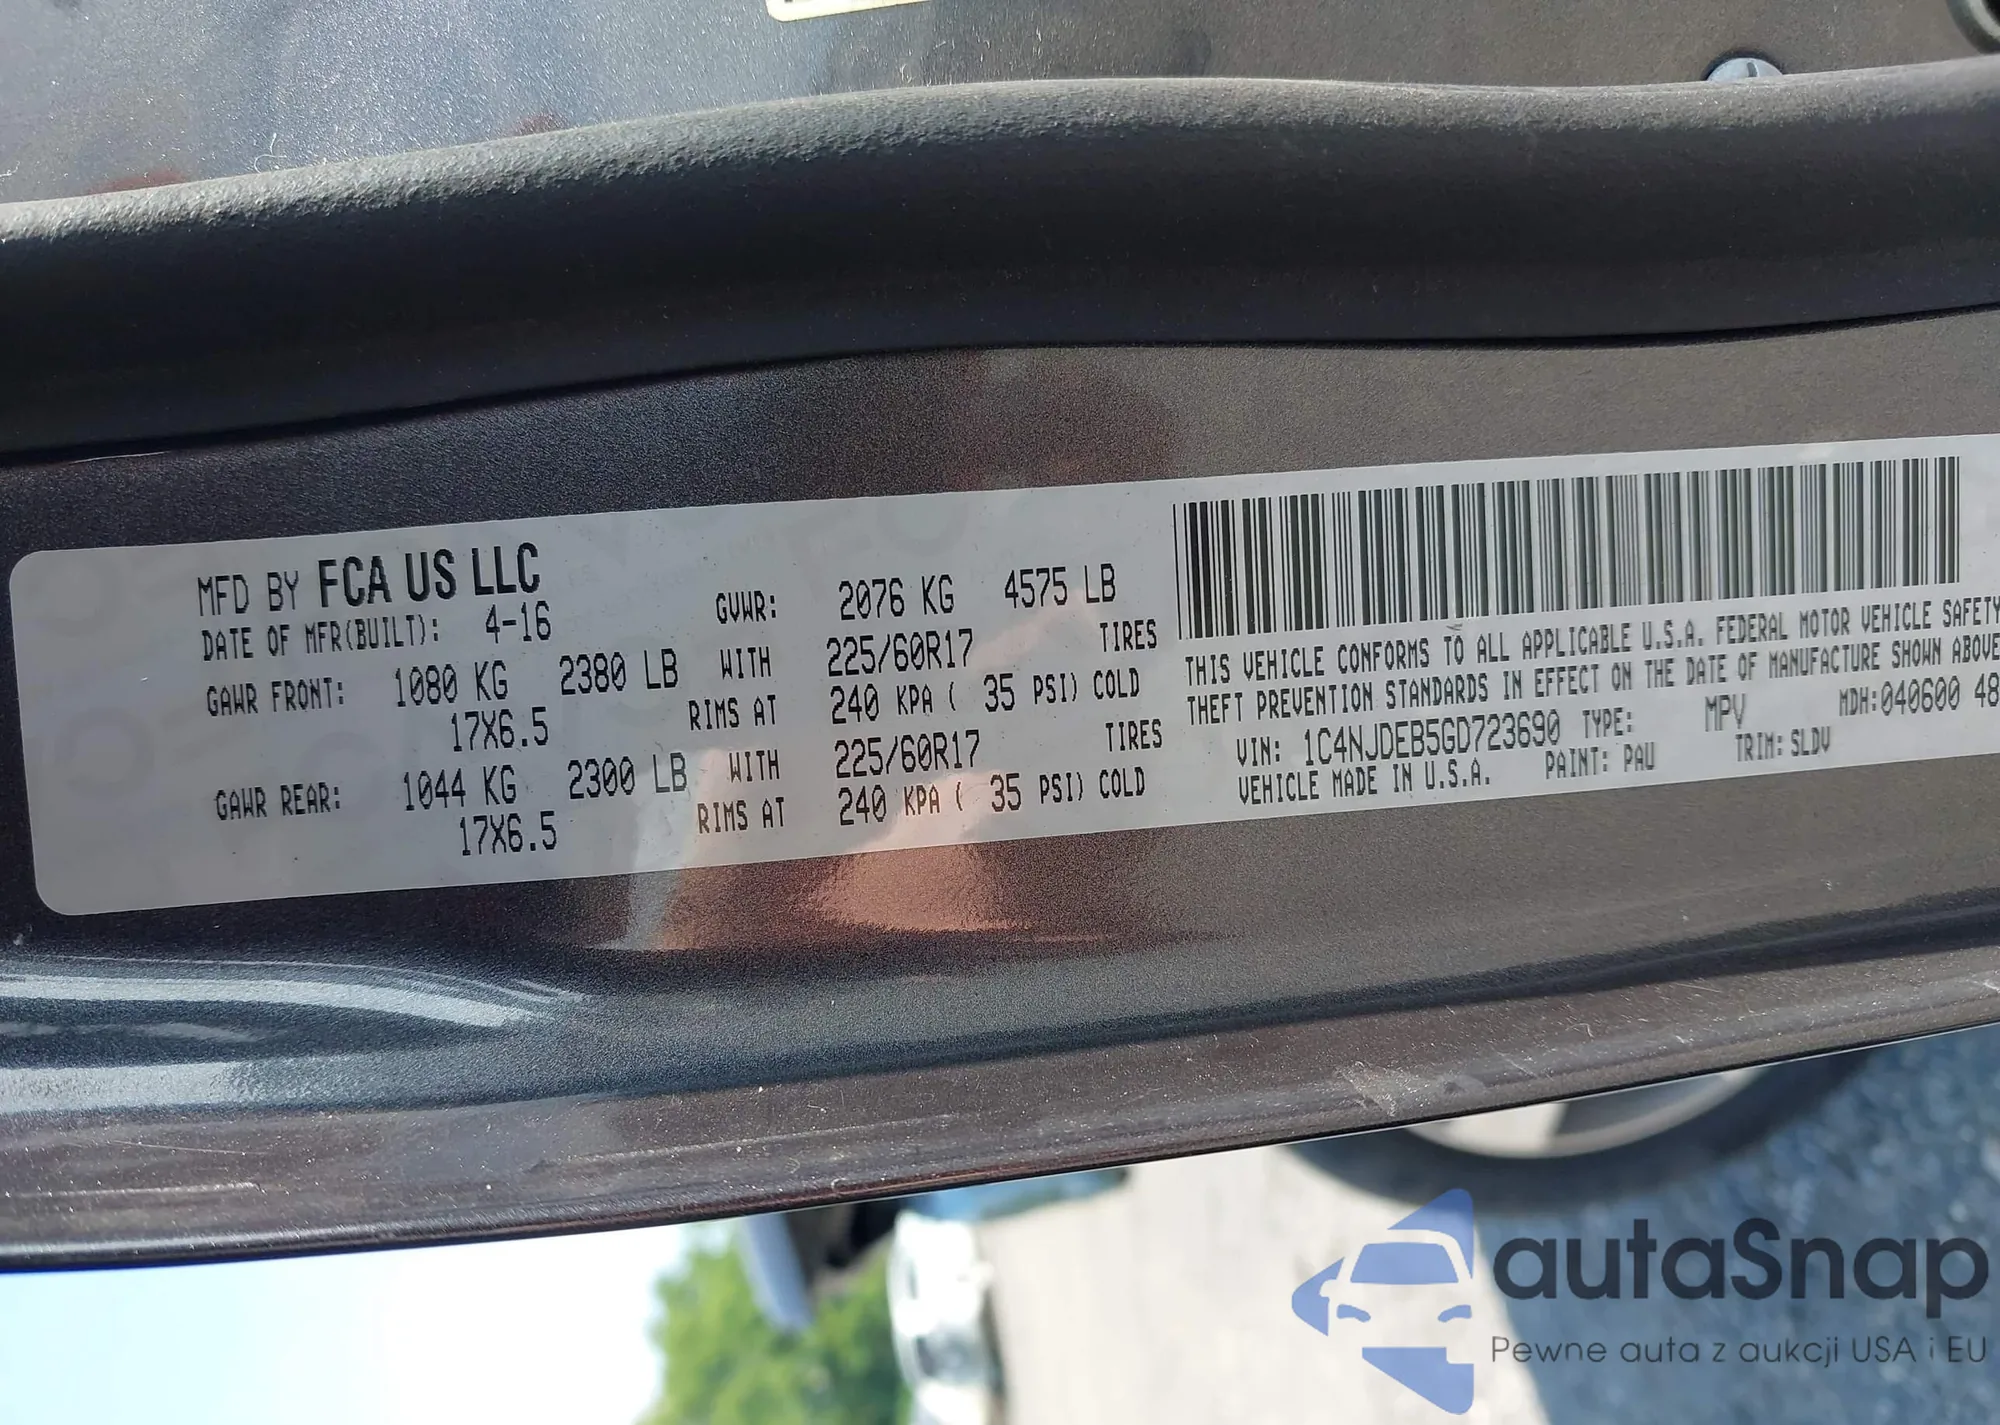 MFD BY FCA US LLC
DATE OF MFR(BUILT): 4-16
GVWR: 2076 KG 4575 LB
GAWR FRONT: 1080 KG 2380 LB WITH 225/60R17 TIRES
17X6.5 RIMS AT 240 KPA ( 35 PSI) COLD
GAWR REAR: 1044 KG 2300 LB WITH 225/60R17 TIRES
17X6.5 RIMS AT 240 KPA ( 35 PSI) COLD
THIS VEHICLE CONFORMS TO ALL APPLICABLE U.S.A. FEDERAL MOTOR VEHICLE SAFETY
THEFT PREVENTION STANDARDS IN EFFECT ON THE DATE OF MANUFACTURE SHOWN ABOVE
VIN: 1C4NJDEB5GD723690 TYPE: MPV MDH:040600 48
VEHICLE MADE IN U.S.A. PAINT: PAU TRIM: SLDV
autaSnap
Pewne auta z aukcji USA i EU